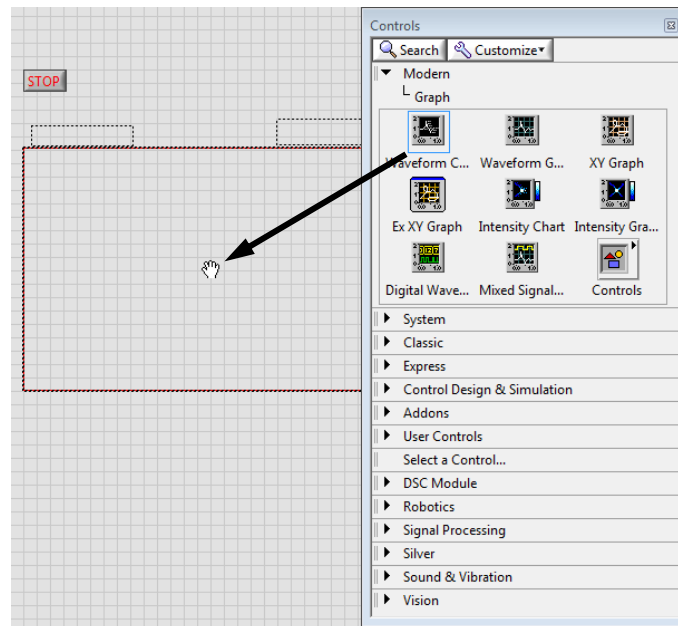 Controls
Search Customize
STOP
Modern
Graph
Waveform C... Waveform G... XY Graph
Ex XY Graph Intensity Chart Intensity Gra...
Digital Wave... Mixed Signal... Controls
System
Classic
Express
Control Design & Simulation
Addons
User Controls
Select a Control...
DSC Module
Robotics
Signal Processing
Silver
Sound & Vibration
Vision